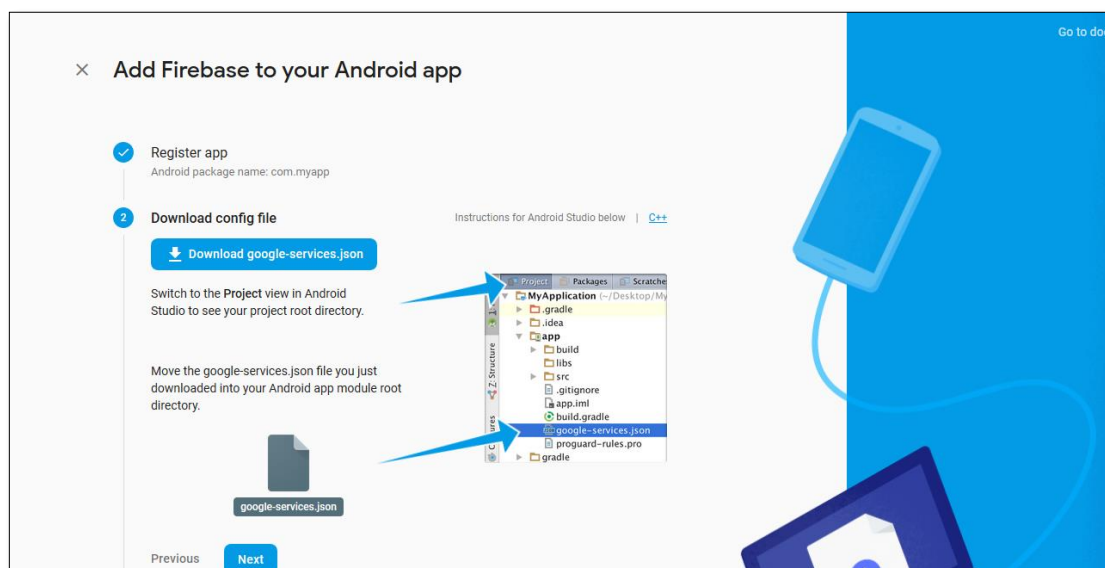 Go to do
Add Firebase to your Android app
Register app
Android package name: com.myapp
2
Download config file
Instructions for Android Studio below | C++
Download google-services.json
Switch to the Project view in Android
Studio to see your project root directory.
Move the google-services.json file you just
downloaded into your Android app module root
directory.
google-services.json
Project Packages Scratche
MyApplication (~/Desktop/My
.gradle
.idea
app
build
libs
src
.gitignore
app.iml
build.gradle
google-services.json
proguard-rules.pro
gradle
Z: Structure
Previous
Next